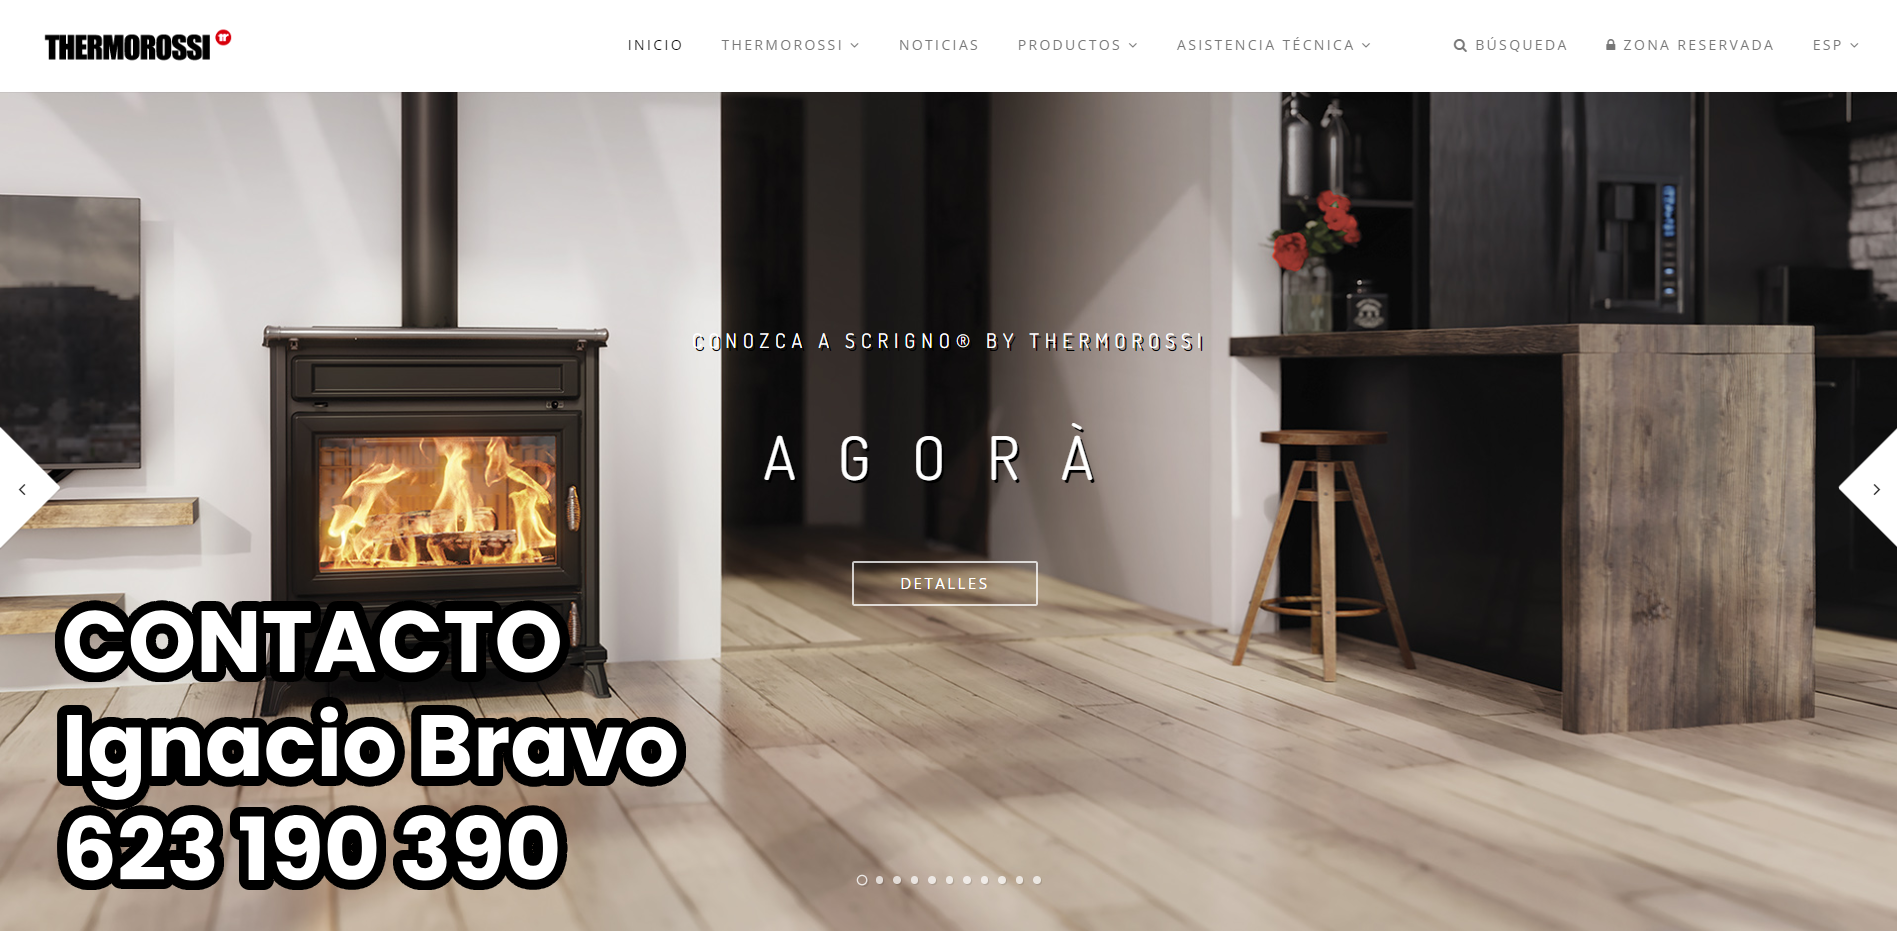 THERMOROSSI
INICIO
THERMOROSSI
NOTICIAS
PRODUCTOS
ASISTENCIA TÉCNICA
BÚSQUEDA
ZONA RESERVADA
ESP
CONOZCA A SCRIGNO® BY THERMOROSSI
AGORÀ
DETALLES
CONTACTO
Ignacio Bravo
623 190 390